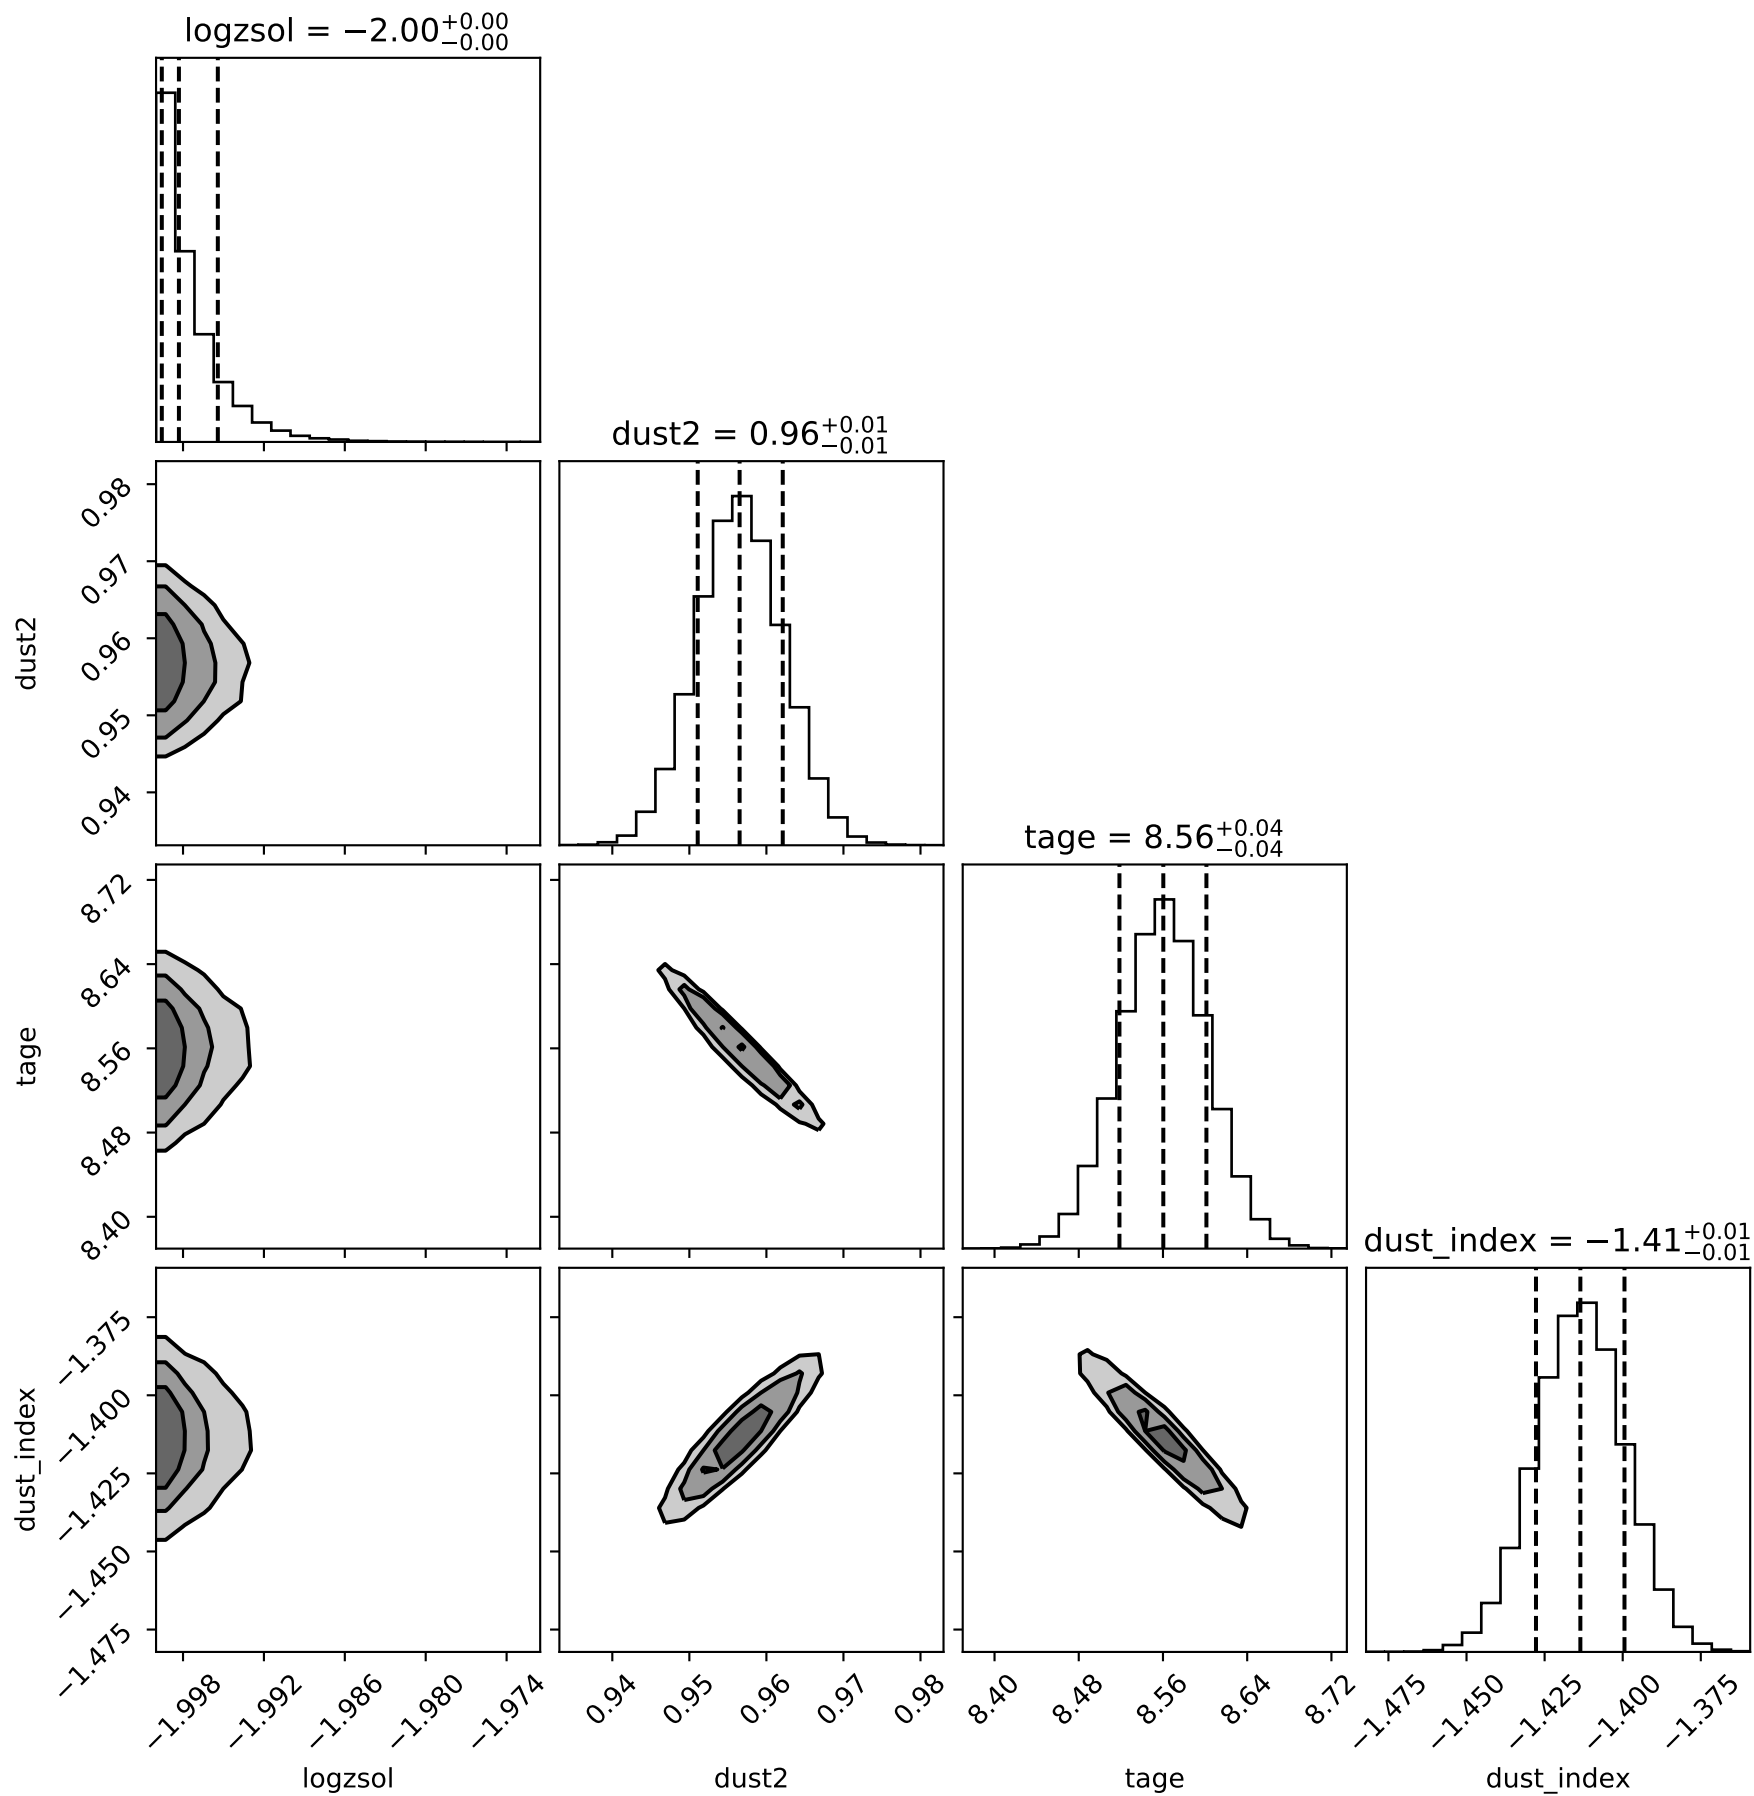 logzsol = −2.00+0.00−0.00
dust2 = 0.96+0.01−0.01
0.98
0.97
0.96
0.95
0.94
dust2
tage = 8.56+0.04−0.04
8.72
8.64
8.56
8.48
8.40
tage
dust_index = −1.41+0.01−0.01
−1.375
−1.400
−1.425
−1.450
−1.475
dust_index
−1.998 −1.992 −1.986 −1.980 −1.974
0.94 0.95 0.96 0.97 0.98
8.40 8.48 8.56 8.64 8.72
−1.475 −1.450 −1.425 −1.400 −1.375
logzsol
dust2
tage
dust_index